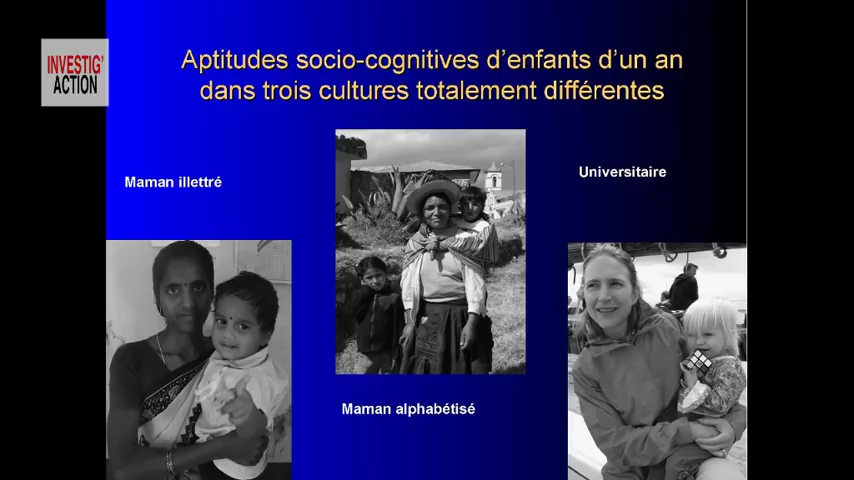 INVESTIG'
ACTION
Aptitudes socio-cognitives d'enfants d'un an
dans trois cultures totalement différentes
Maman illettré
Universitaire
Maman alphabétisé